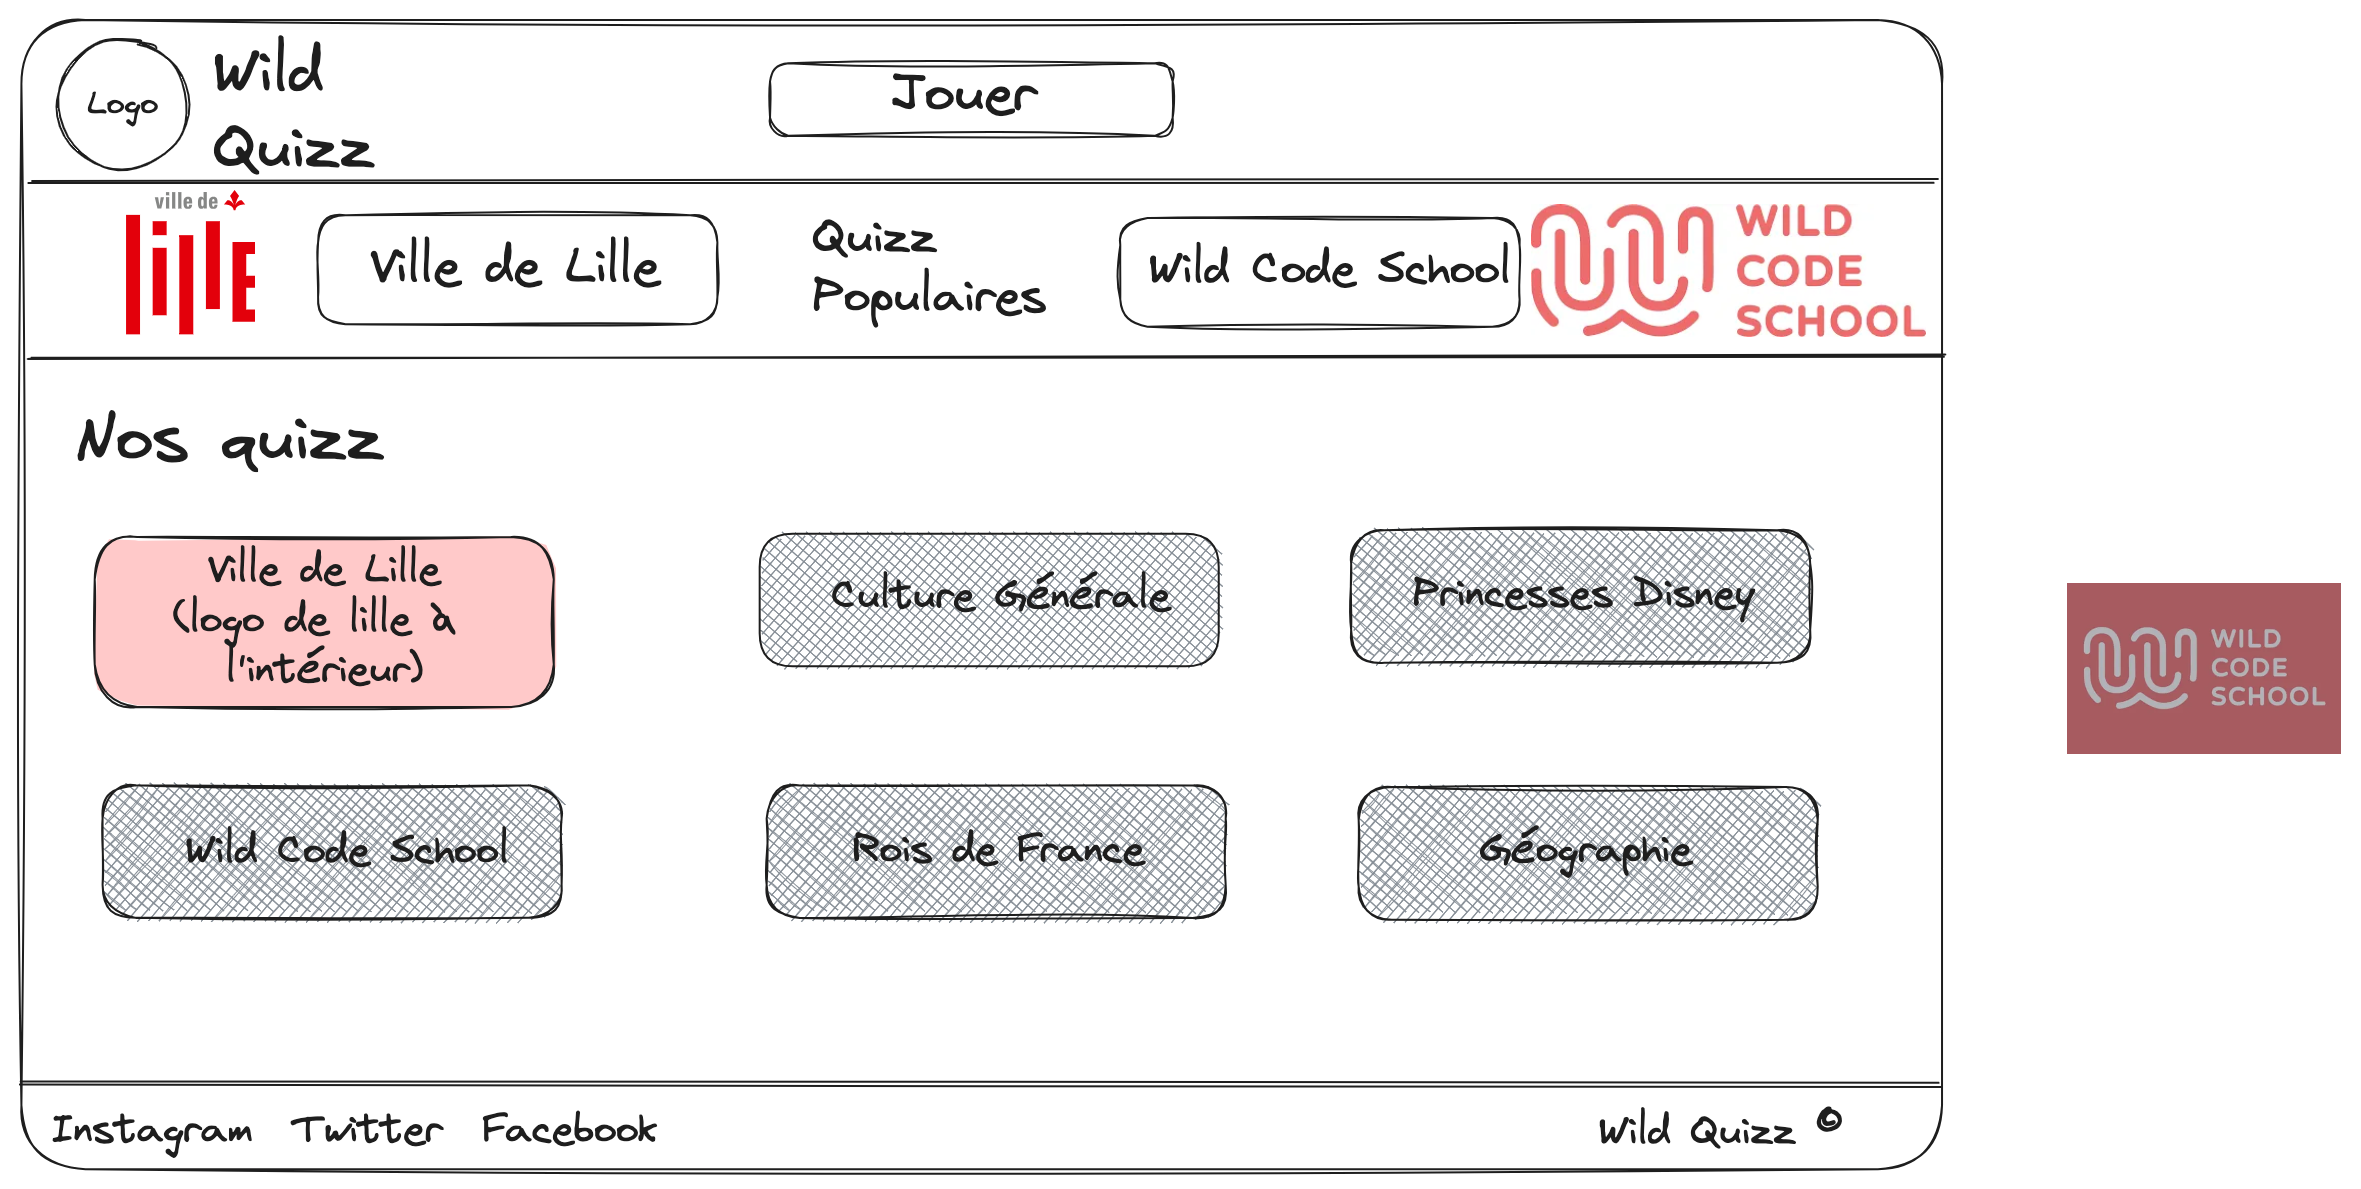 Logo
Wild
Quizz
Jouer
ville de
lille
Ville de Lille
Quizz
Populaires
Wild Code School
WILD
CODE
SCHOOL
Nos quizz
Ville de Lille
(logo de lille à
l'intérieur)
Culture Générale
Princesses Disney
WILD
CODE
SCHOOL
Wild Code School
Rois de France
Géographie
Instagram Twitter Facebook
Wild Quizz ©